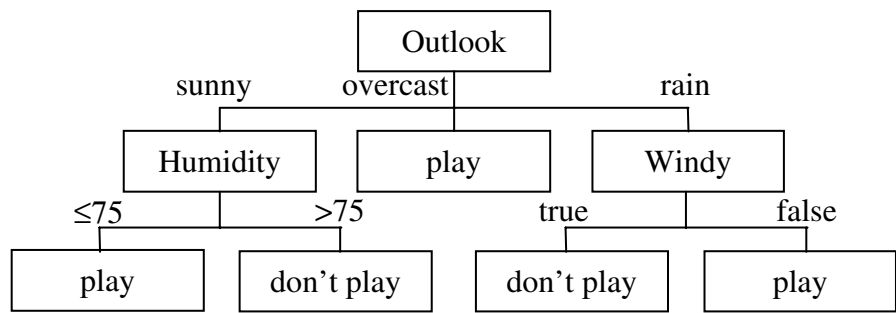 Outlook
sunny overcast rain
Humidity play Windy
≤75 >75 true false
play don’t play don’t play play